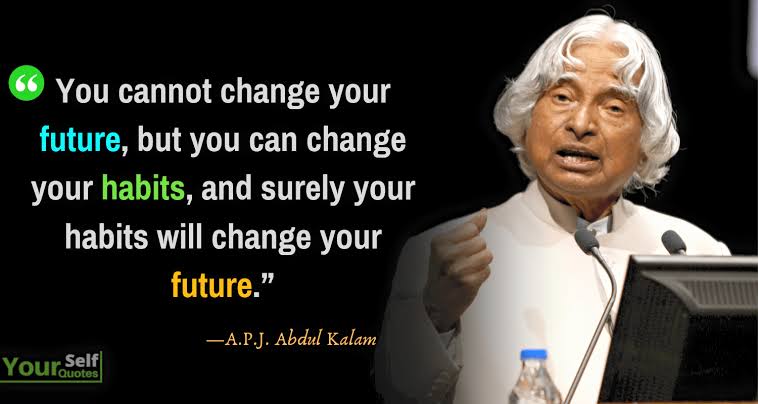 “ You cannot change your
future, but you can change
your habits, and surely your
habits will change your
future.”
—A.P.J. Abdul Kalam
Your Self
Quotes